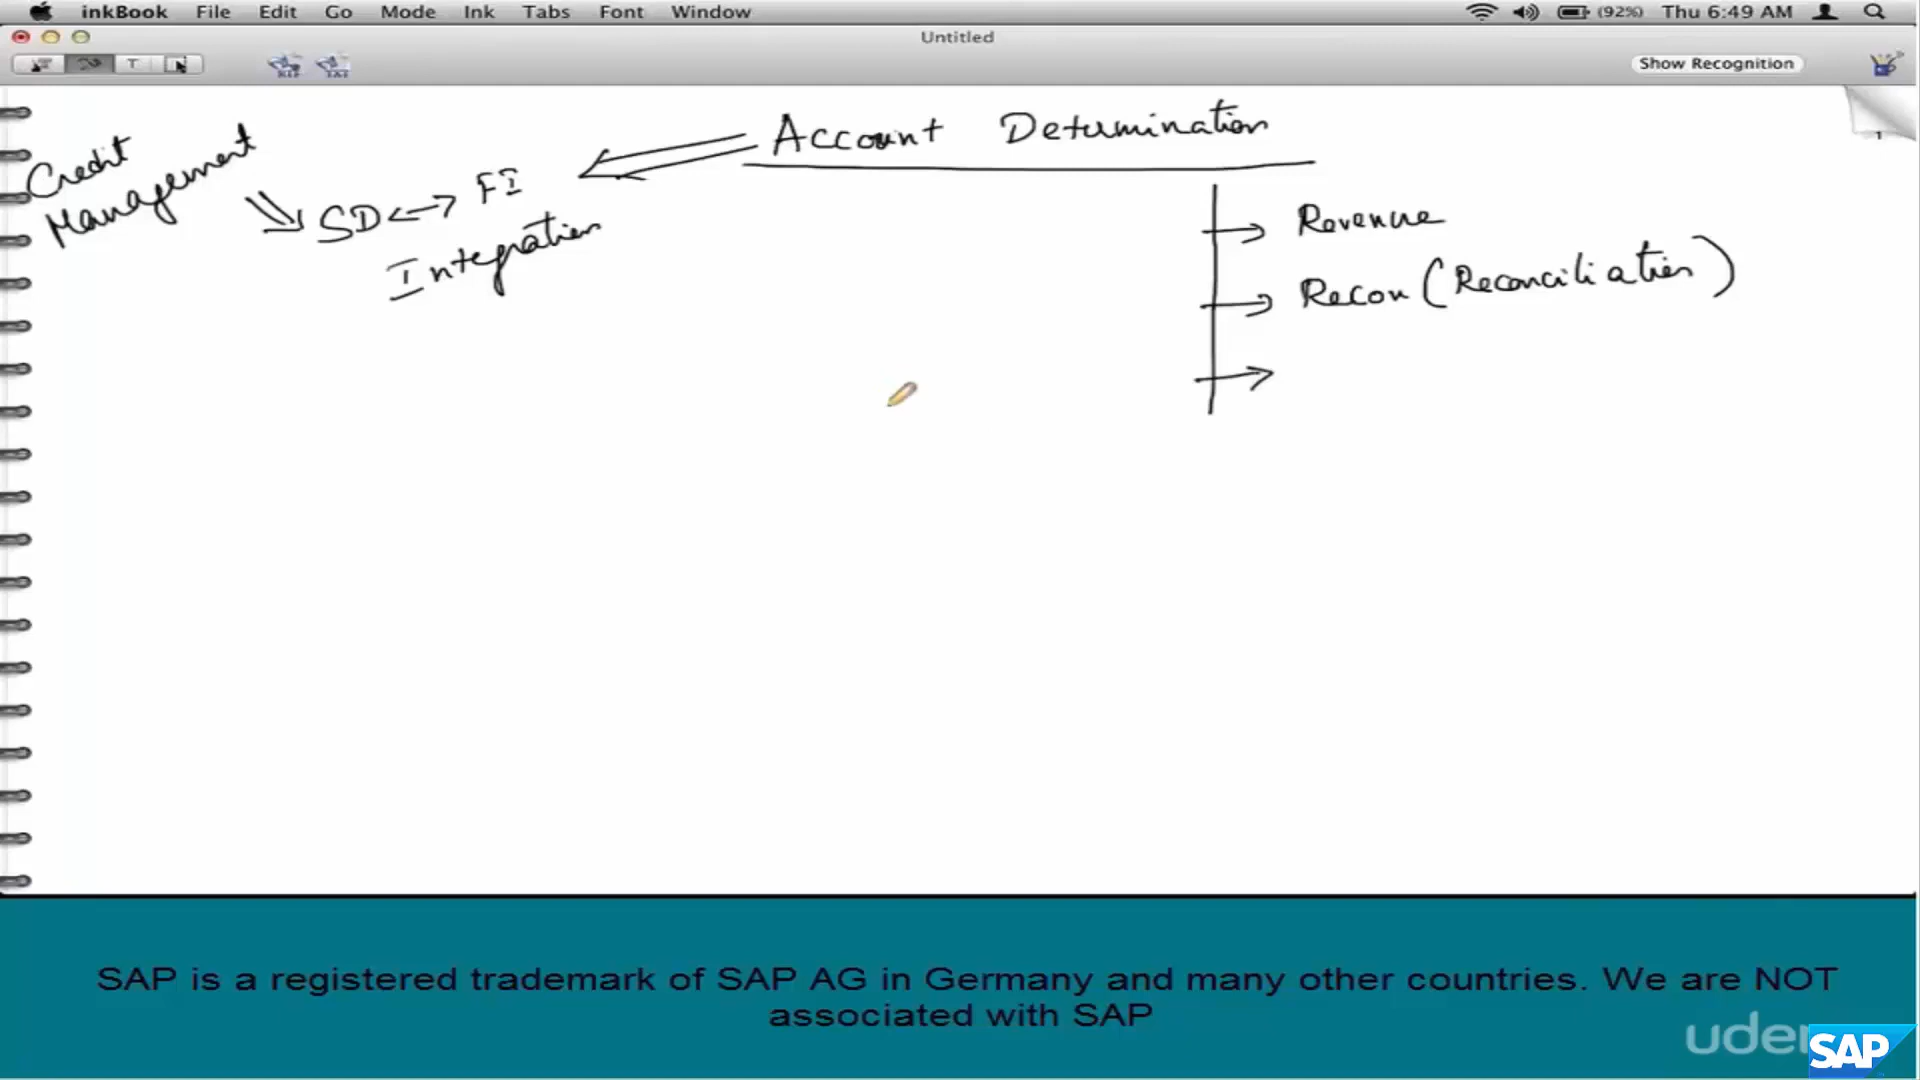 inkBook File Edit Go Mode Ink Tabs Font Window (92%) Thu 6:49 AM
Untitled
T Show Recognition
Account Determination
Credit
Management
SD <-> FI
Integration
Revenue
Recon (Reconciliation)
SAP is a registered trademark of SAP AG in Germany and many other countries. We are NOT
associated with SAP
SAP